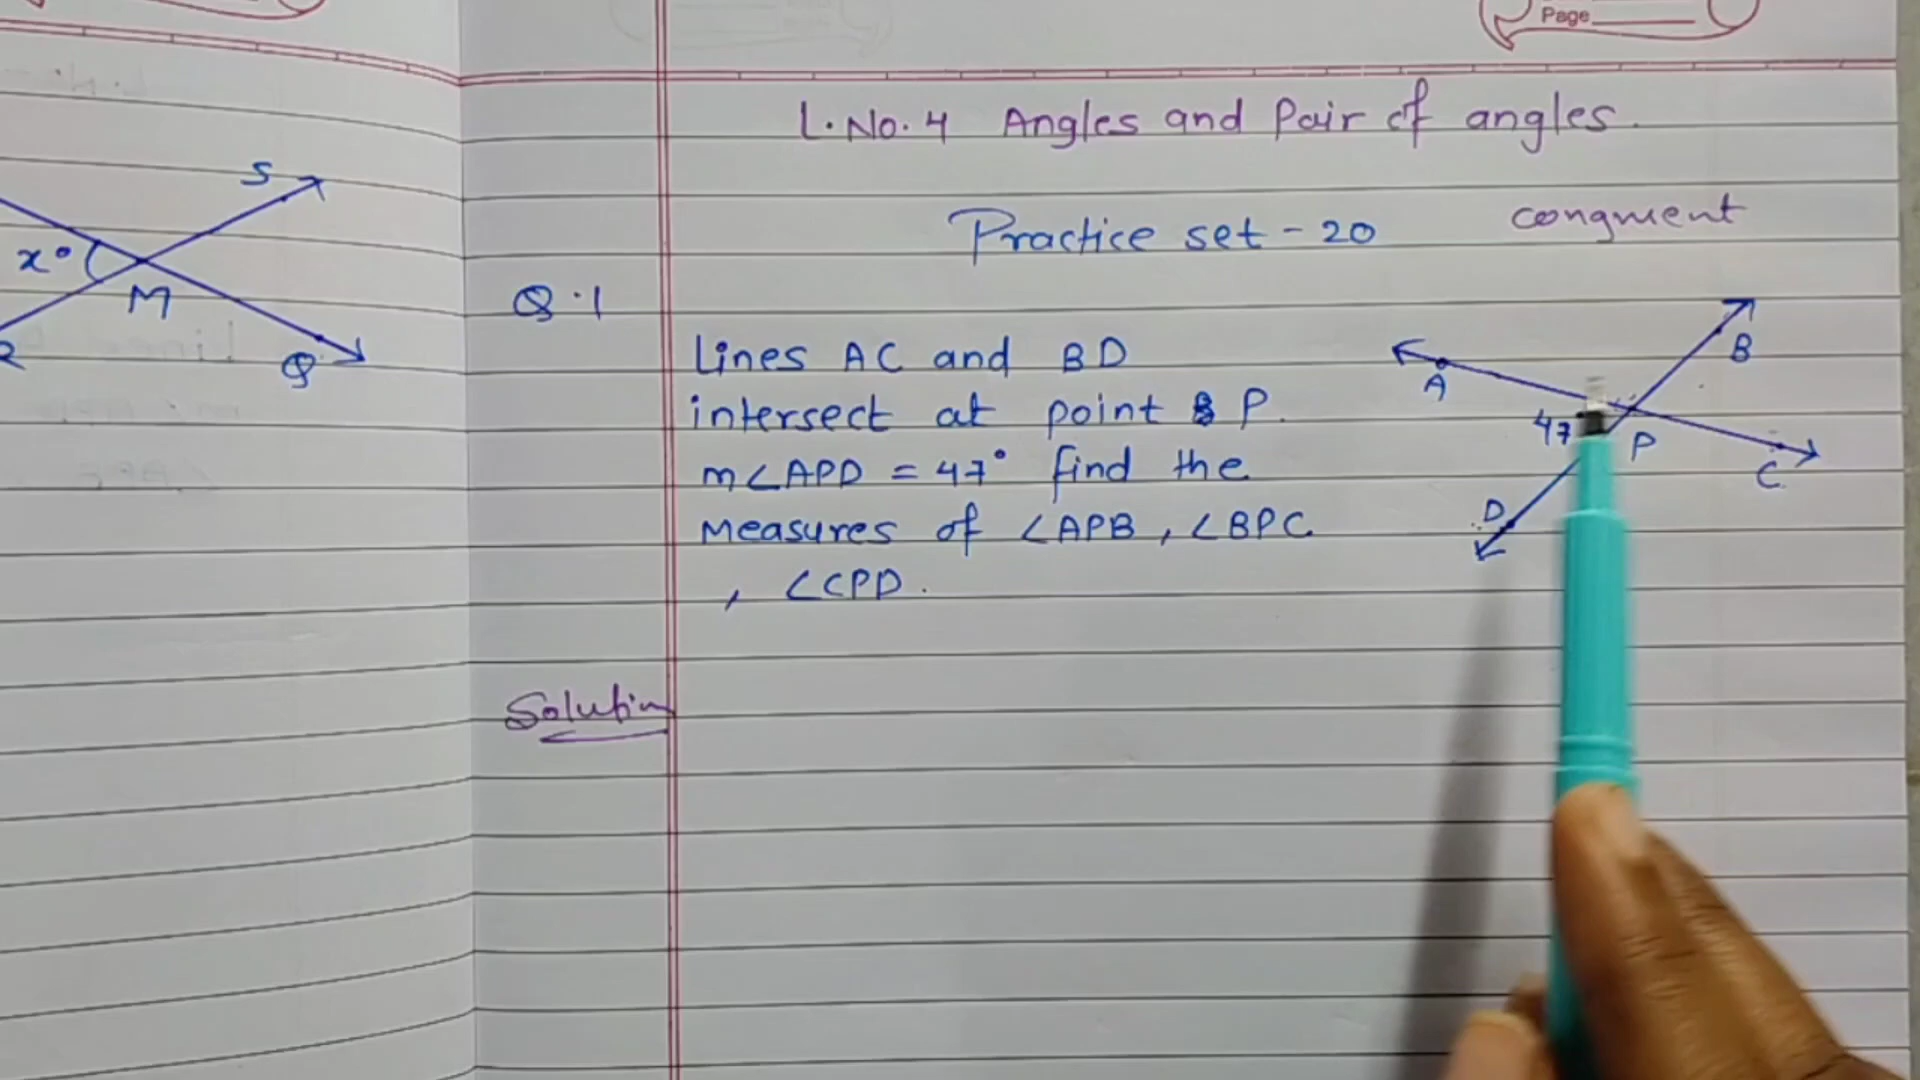 Page
L. No. 4 Angles and Pair of angles.
Practice set - 20
congruent
Q.1
Lines AC and BD
intersect at point P.
m∠APD = 47° find the
measures of ∠APB, ∠BPC
, ∠CPD.
Solution
A
B
47
P
C
D
S
x°
M
Q